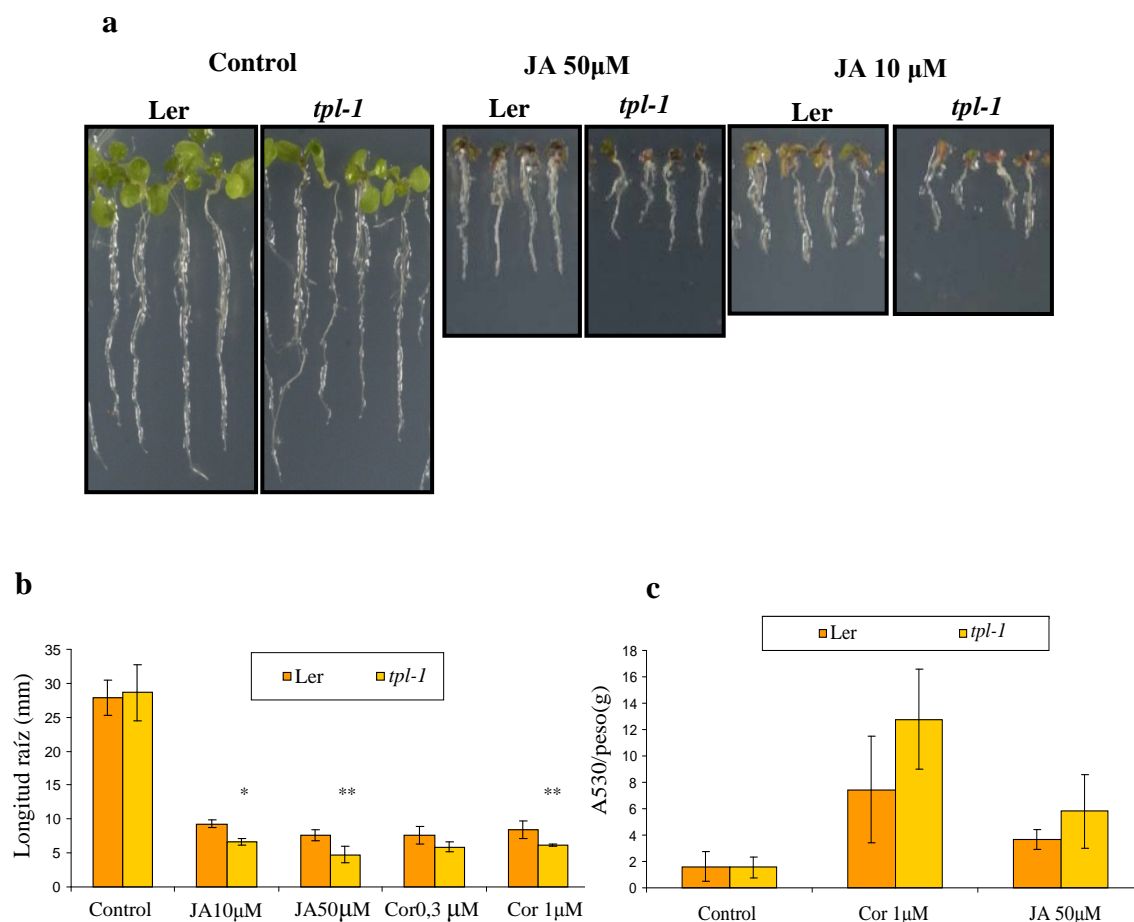 a
Control JA 50µM JA 10 µM
Ler tpl-1 Ler tpl-1 Ler tpl-1
b
c
Ler tpl-1
Longitud raíz (mm)
35
30
25
20
15
10
5
0
* ** **
Control JA10µM JA50µM Cor0,3 µM Cor 1µM
Ler tpl-1
A530/peso(g)
18
16
14
12
10
8
6
4
2
0
Control Cor 1µM JA 50µM